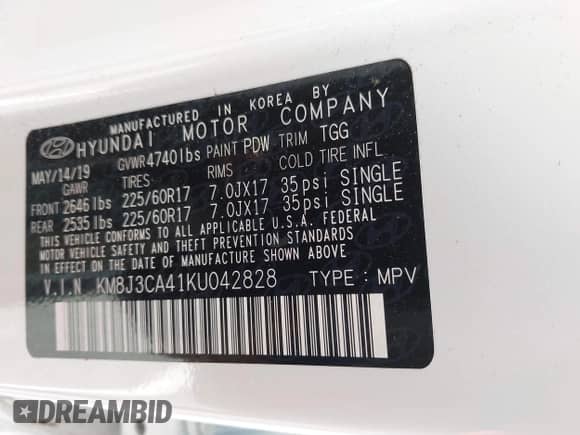 MANUFACTURED IN KOREA BY
HYUNDAI MOTOR COMPANY
MAY/14/19 GVWR 4740 lbs PAINT PDW TRIM TGG
GAWR TIRES RIMS COLD TIRE INFL
FRONT 2646 lbs 225/60R17 7.0JX17 35psi SINGLE
REAR 2535 lbs 225/60R17 7.0JX17 35psi SINGLE
THIS VEHICLE CONFORMS TO ALL APPLICABLE U.S.A. FEDERAL
MOTOR VEHICLE SAFETY AND THEFT PREVENTION STANDARDS
IN EFFECT ON THE DATE OF MANUFACTURE SHOWN ABOVE.
V.I.N KM8J3CA41KU042828 TYPE : MPV
DREAMBID